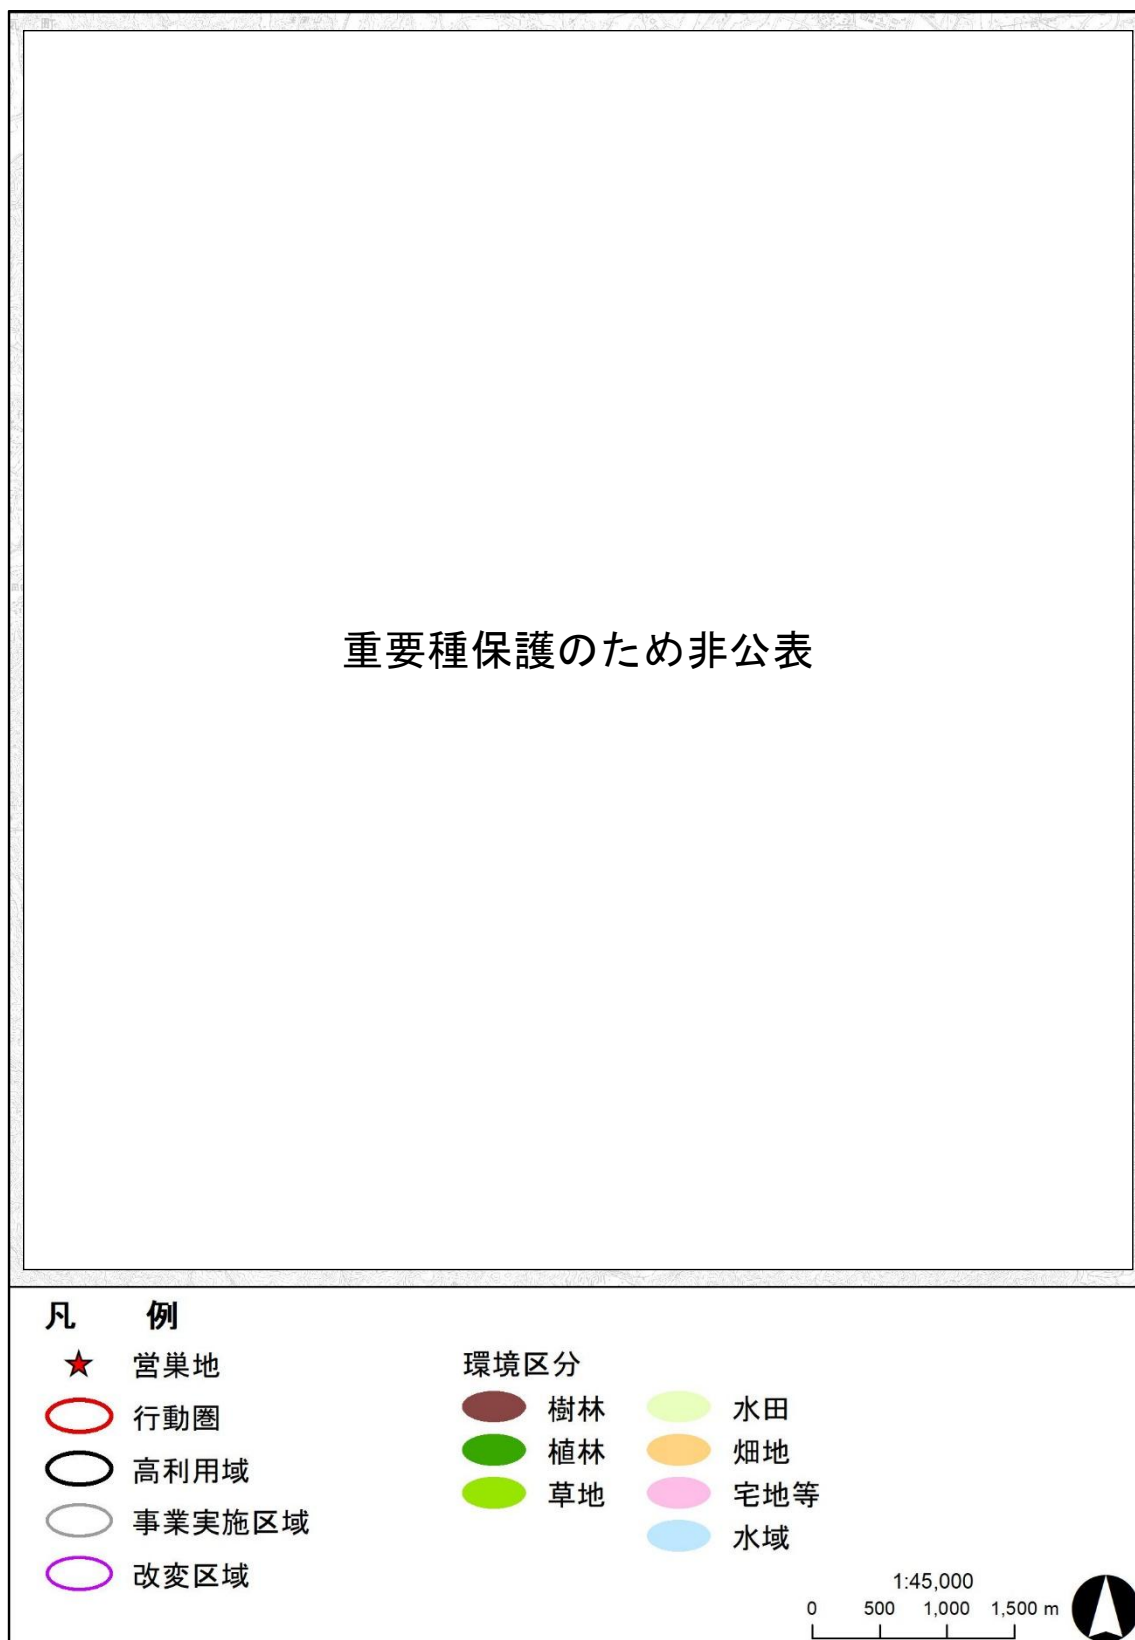 重要種保護のため非公表
凡　例
営巣地
行動圏
高利用域
事業実施区域
改変区域
環境区分
樹林
植林
草地
水田
畑地
宅地等
水域
1:45,000
0 500 1,000 1,500 m